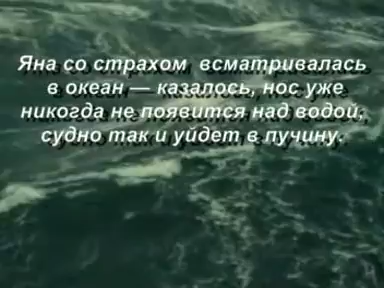 Яна со страхом всматривалась
в океан — казалось, нос уже
никогда не появится над водой,
судно так и уйдет в пучину.